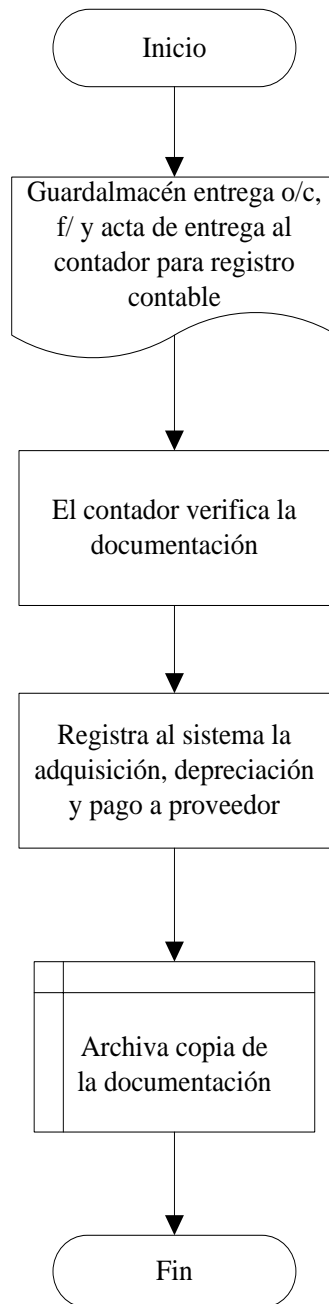 Inicio
Guardalmacén entrega o/c,
f/ y acta de entrega al
contador para registro
contable
El contador verifica la
documentación
Registra al sistema la
adquisición, depreciación
y pago a proveedor
Archiva copia de
la documentación
Fin